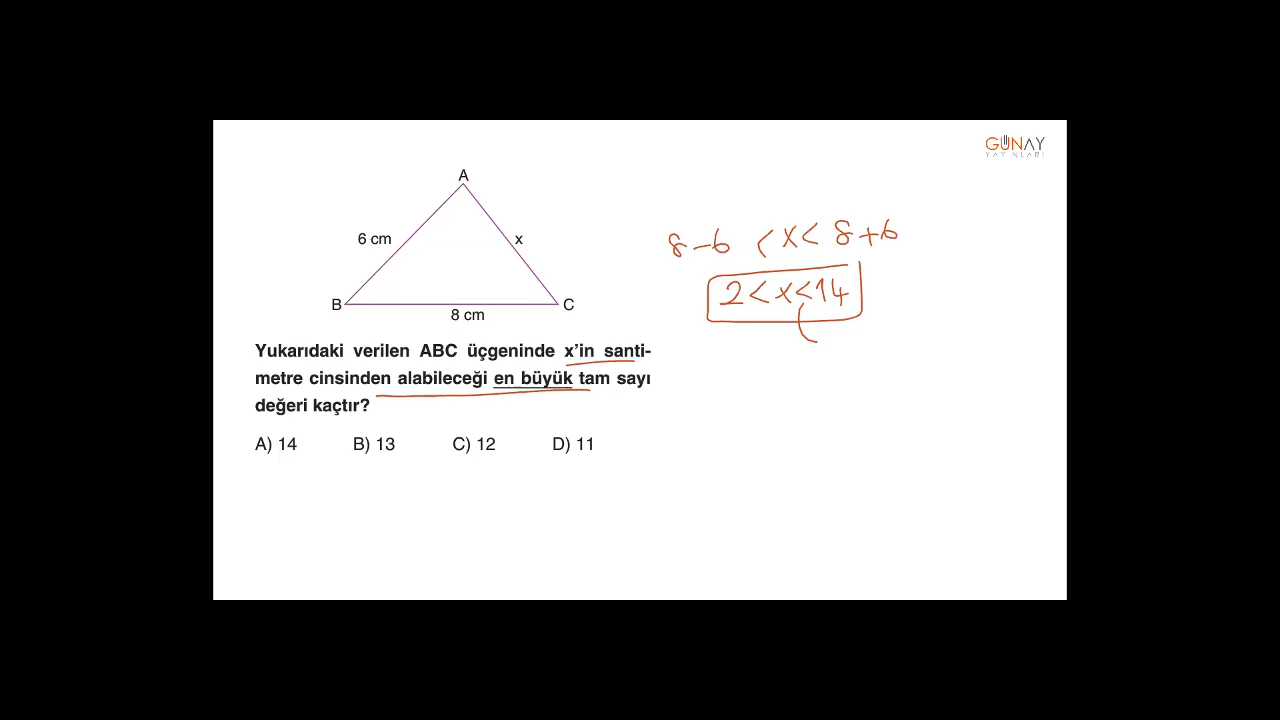 GÜNAY
YAYINLARI
A
6 cm
x
B
C
8 cm
8-6 < x < 8+6
2 < x < 14
Yukarıdaki verilen ABC üçgeninde x'in santi-
metre cinsinden alabileceği en büyük tam sayı
değeri kaçtır?
A) 14 B) 13 C) 12 D) 11